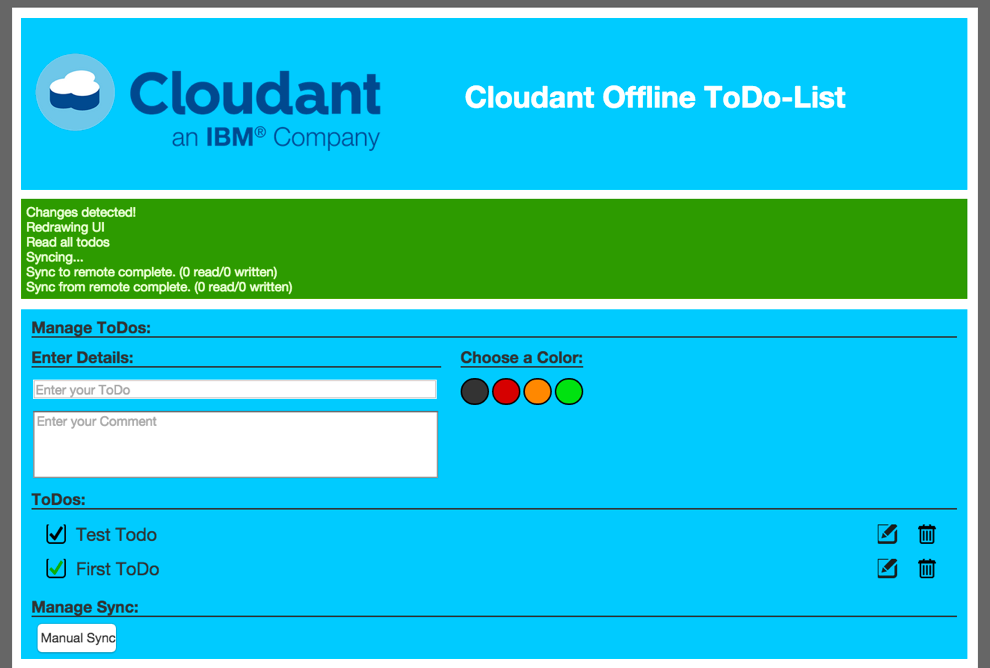 Cloudant
an IBM® Company
Cloudant Offline ToDo-List
Changes detected!
Redrawing UI
Read all todos
Syncing...
Sync to remote complete. (0 read/0 written)
Sync from remote complete. (0 read/0 written)
Manage ToDos:
Enter Details:
Choose a Color:
Enter your ToDo
Enter your Comment
ToDos:
Test Todo
First ToDo
Manage Sync:
Manual Sync